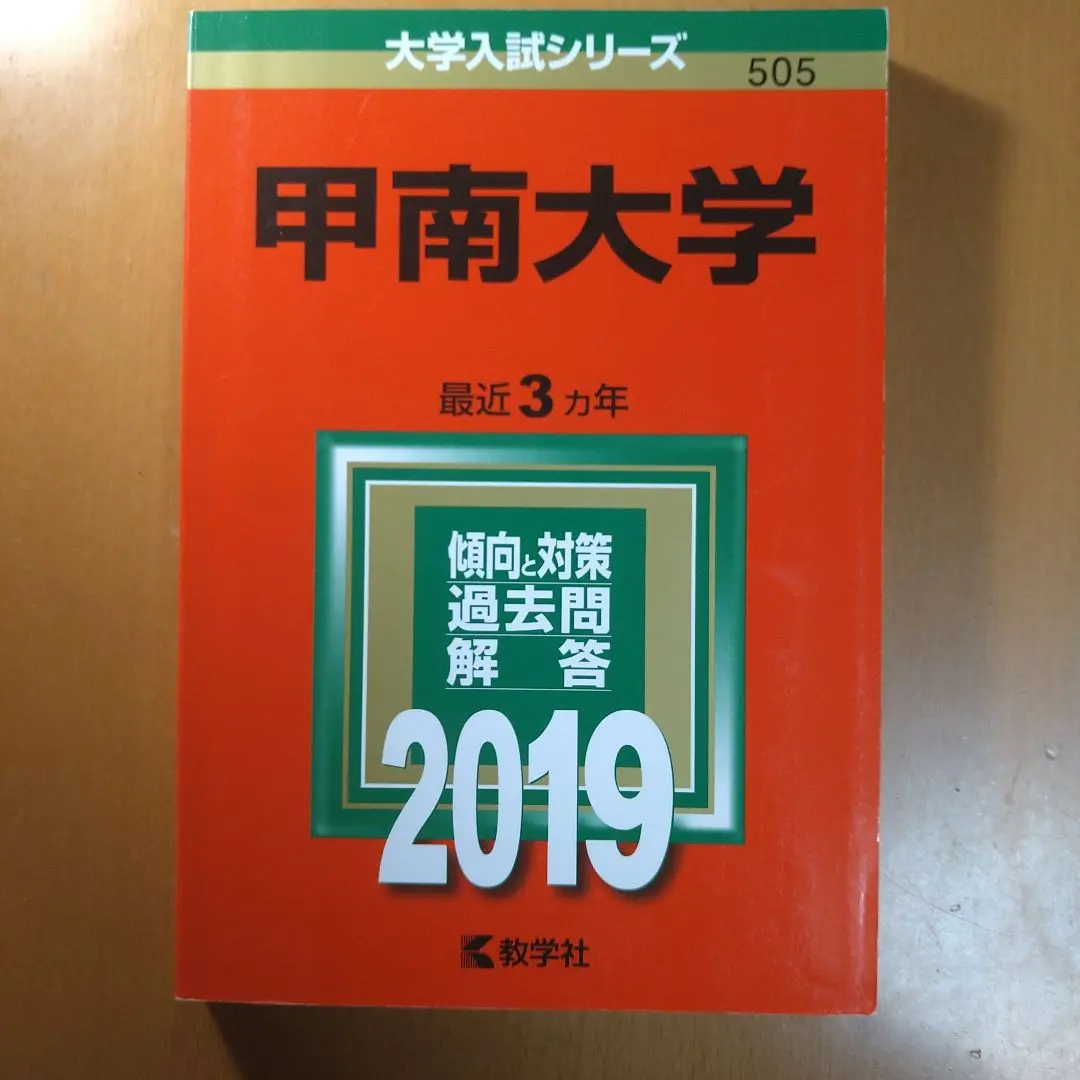 大学入試シリーズ
505
甲南大学
最近3ヵ年
傾向と対策
過去問
解答
2019
教学社